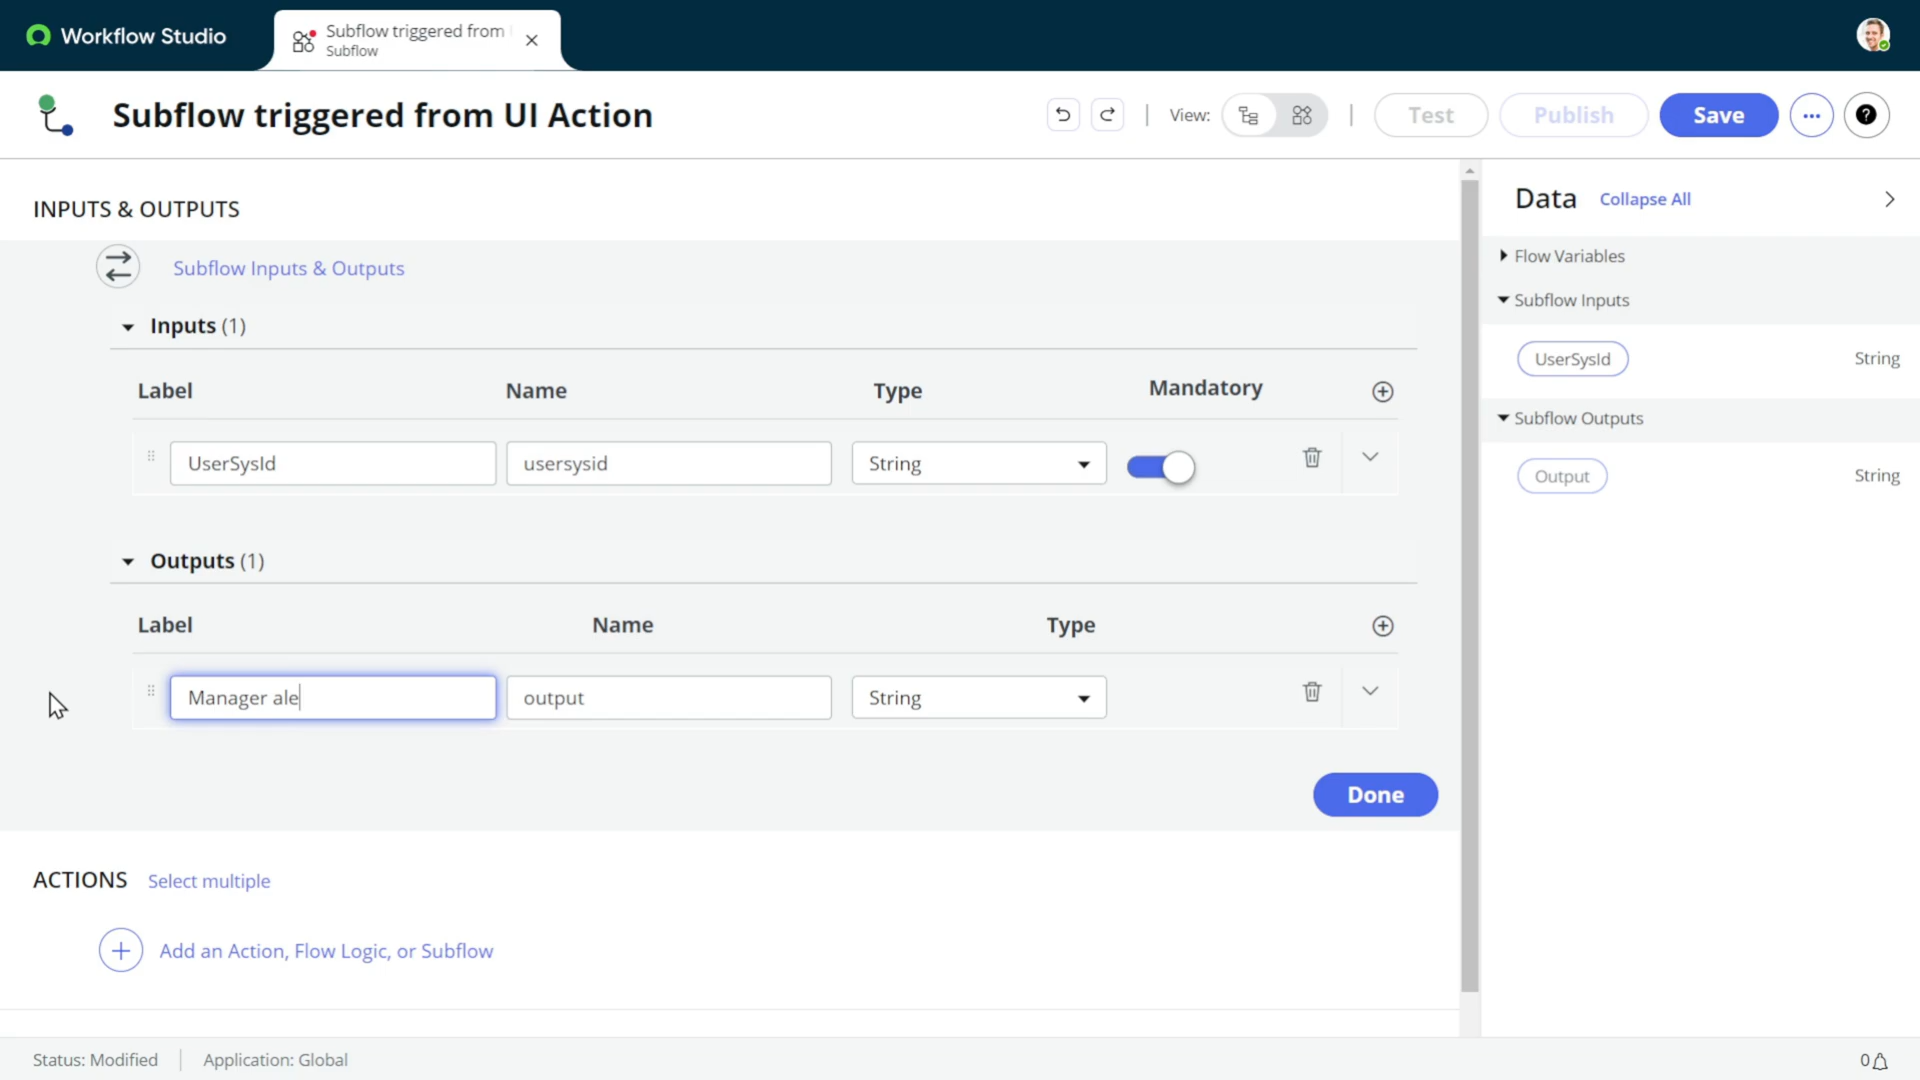 Workflow Studio
Subflow triggered from
Subflow
Subflow triggered from UI Action
View:
Test
Publish
Save
INPUTS & OUTPUTS
Subflow Inputs & Outputs
Inputs (1)
Label Name Type Mandatory
UserSysId usersysid String
Outputs (1)
Label Name Type
Manager ale output String
Done
ACTIONS Select multiple
Add an Action, Flow Logic, or Subflow
Data Collapse All
Flow Variables
Subflow Inputs
UserSysId String
Subflow Outputs
Output String
Status: Modified Application: Global
0